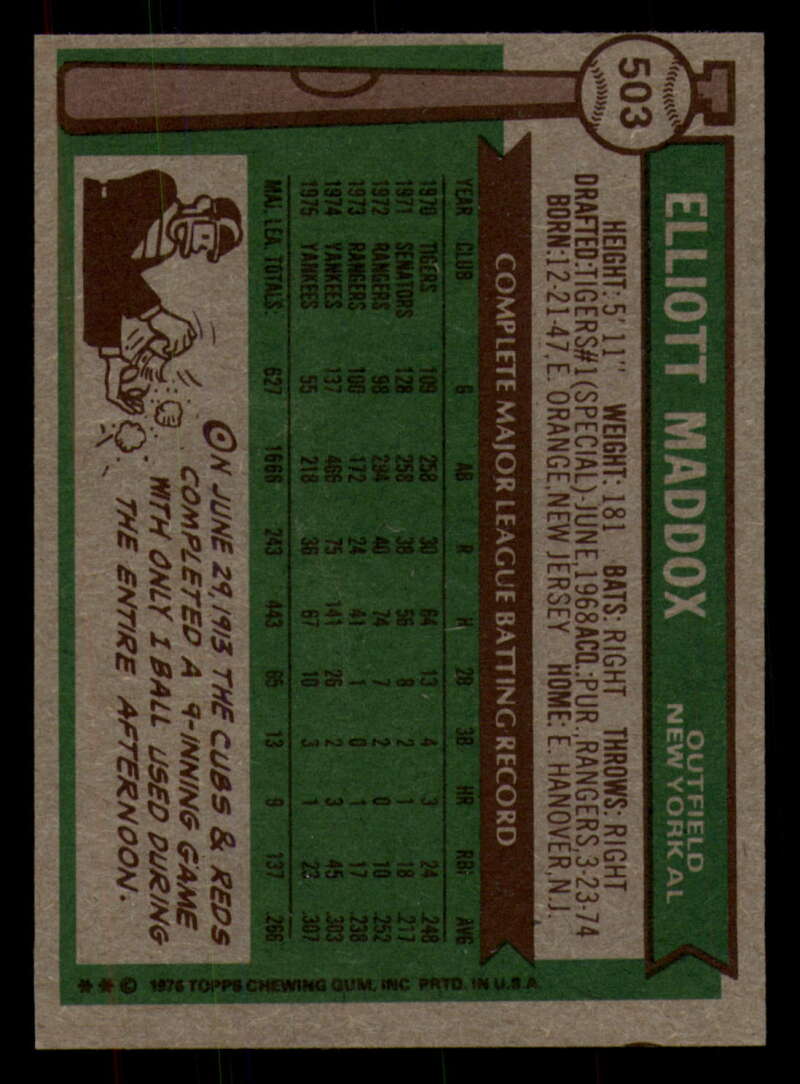 503
ELLIOTT MADDOX
OUTFIELD
NEW YORK AL
HEIGHT: 5' 11" WEIGHT: 181 BATS: RIGHT THROWS: RIGHT
DRAFTED: TIGERS #1 (SPECIAL)-JUNE, 1968 ACQ.: PUR., RANGERS, 3-23-74
BORN: 12-21-47, E. ORANGE, NEW JERSEY HOME: E. HANOVER, N.J.
COMPLETE MAJOR LEAGUE BATTING RECORD
YEAR CLUB G AB R H 2B 3B HR RBI AVG
1970 TIGERS 109 258 30 64 13 4 3 24 .248
1971 SENATORS 128 258 38 56 8 2 1 18 .217
1972 RANGERS 98 294 40 74 7 2 0 10 .252
1973 RANGERS 100 172 24 41 1 0 1 17 .238
1974 YANKEES 137 466 75 141 26 2 3 45 .303
1975 YANKEES 55 218 36 67 10 3 1 23 .307
MAJ. LEA. TOTALS: 627 1666 243 443 65 13 9 137 .266
ON JUNE 29, 1913 THE CUBS & REDS
COMPLETED A 9-INNING GAME
WITH ONLY 1 BALL USED DURING
THE ENTIRE AFTERNOON.
**© 1976 TOPPS CHEWING GUM, INC PRTD. IN U.S.A.